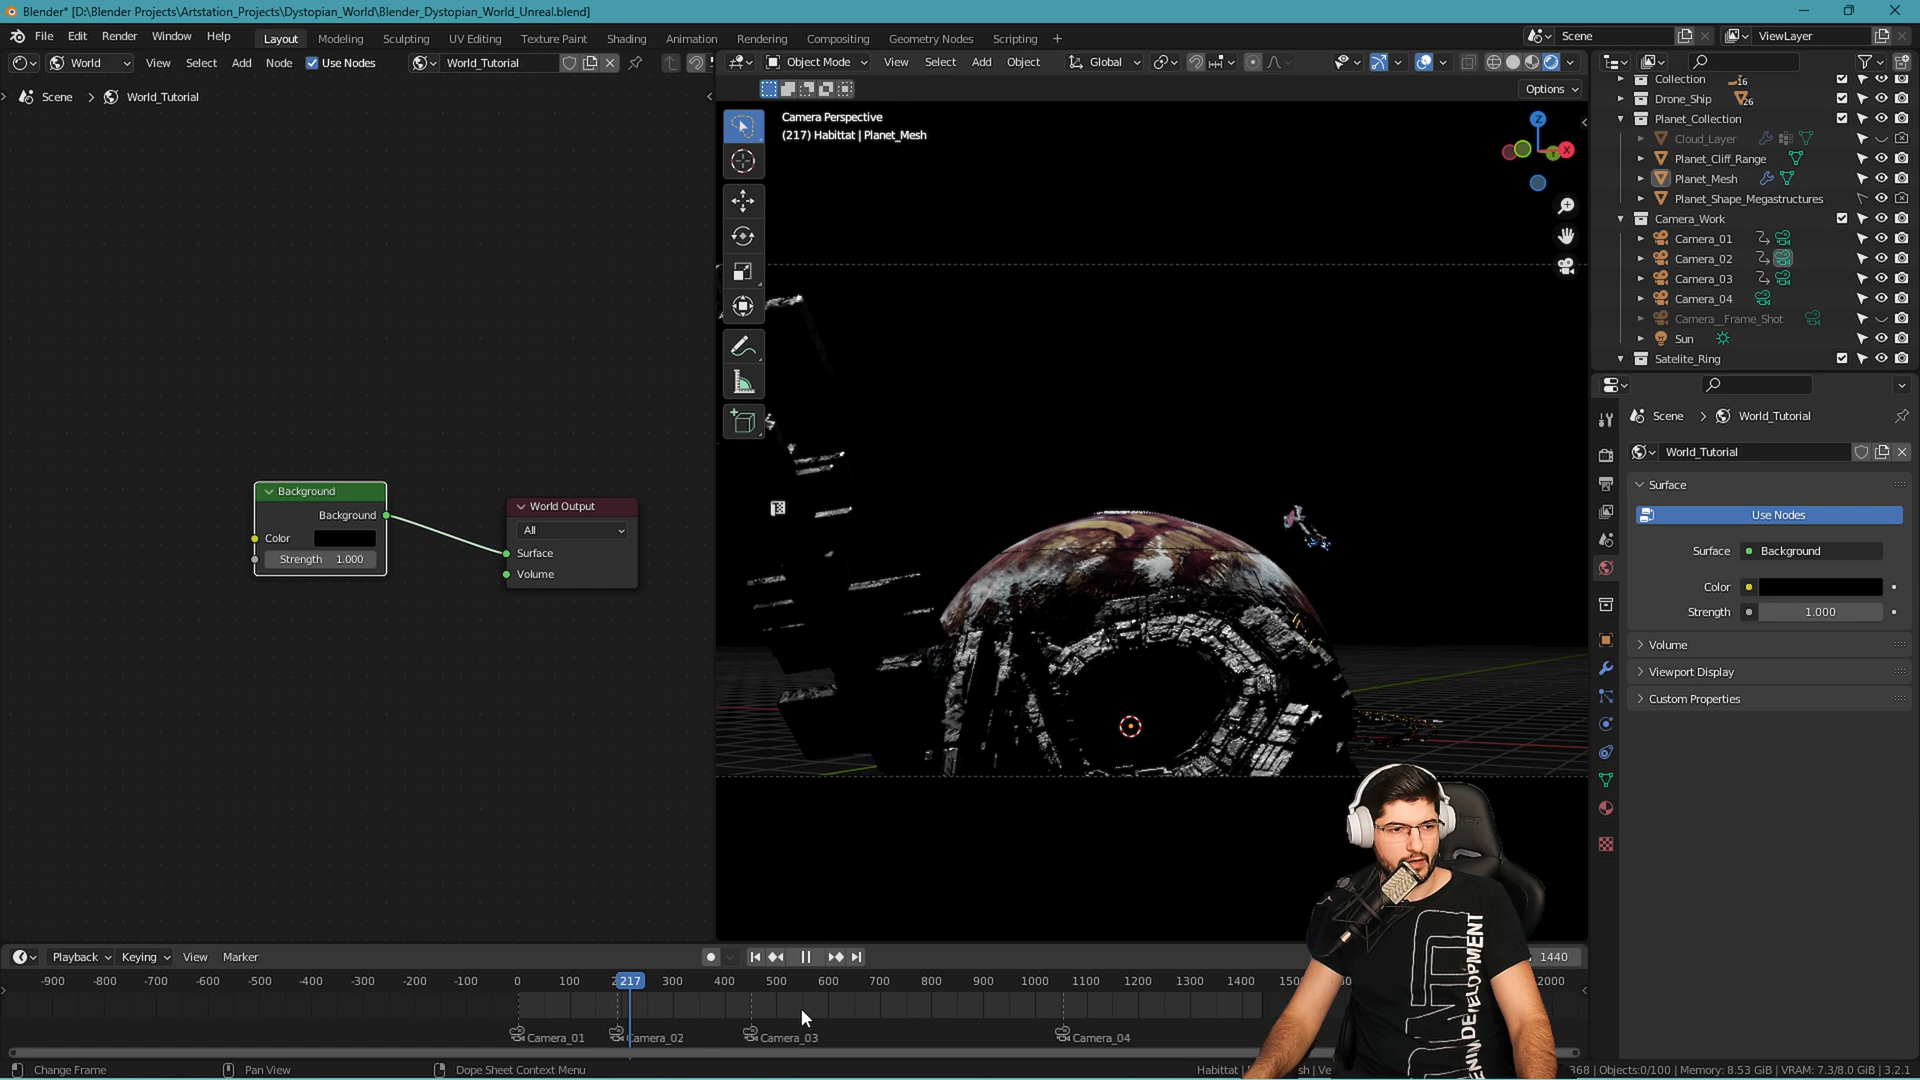 Blender* [D:\Blender Projects\Artstation_Projects\Dystopian_World\Blender_Dystopian_World_Unreal.blend]
File Edit Render Window Help Layout Modeling Sculpting UV Editing Texture Paint Shading Animation Rendering Compositing Geometry Nodes Scripting + Scene ViewLayer
World View Select Add Node Use Nodes World_Tutorial Object Mode View Select Add Object Global
Options
Scene > World_Tutorial
Camera Perspective
(217) Habittat | Planet_Mesh
Z
X
Collection 16
Drone_Ship 26
Planet_Collection
Cloud_Layer
Planet_Cliff_Range
Planet_Mesh
Planet_Shape_Megastructures
Camera_Work
Camera_01
Camera_02
Camera_03
Camera_04
Camera__Frame_Shot
Sun
Satelite_Ring
Scene > World_Tutorial
World_Tutorial
Surface
Use Nodes
Surface Background
Color
Strength 1.000
Volume
Viewport Display
Custom Properties
Background
Background
Color
Strength 1.000
World Output
All
Surface
Volume
Playback Keying View Marker 1440
-900 -800 -700 -600 -500 -400 -300 -200 -100 0 100 217 300 400 500 600 700 800 900 1000 1100 1200 1300 1400 2000
Camera_01 Camera_02 Camera_03 Camera_04
DEVELOPMENT
Change Frame Pan View Dope Sheet Context Menu Habittat | 368 | Objects:0/100 | Memory: 8.53 GiB | VRAM: 7.3/8.0 GiB | 3.2.1